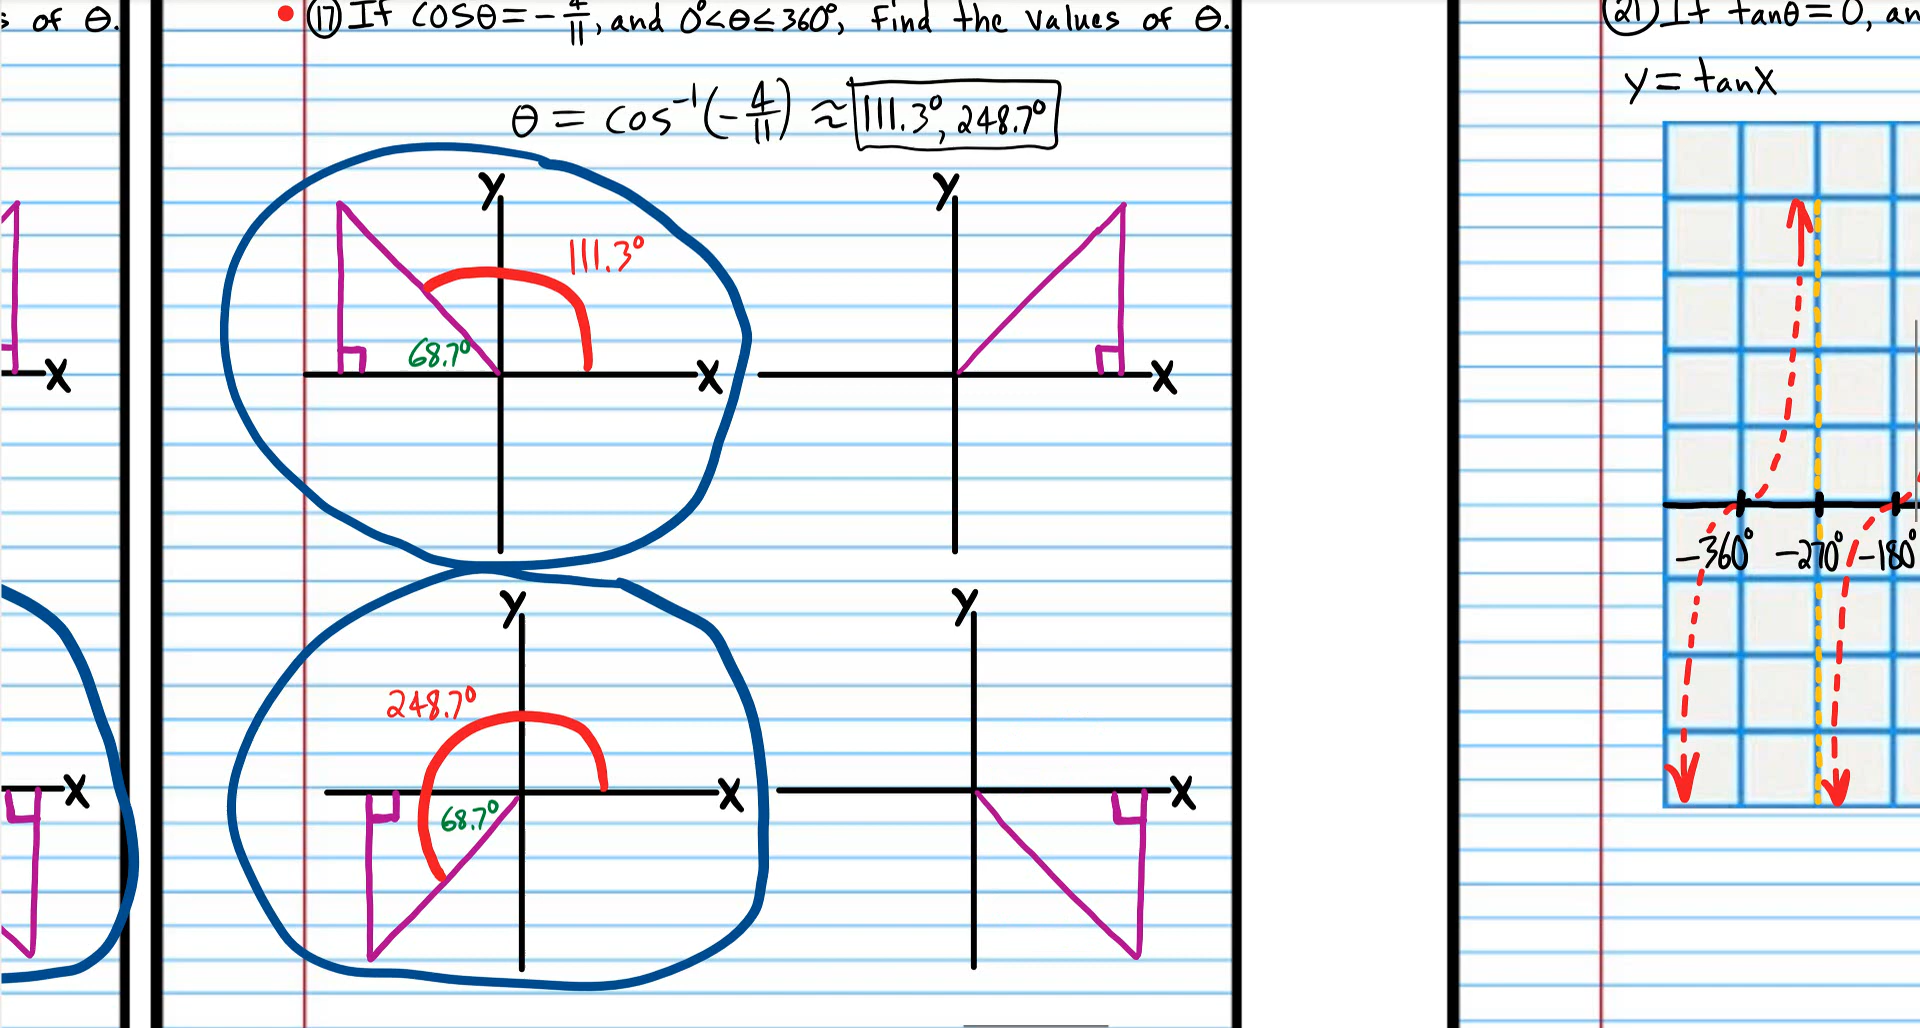 s of θ.
⑰ If cosθ = -4/11, and 0°<θ≤360°, find the values of θ.
θ = cos⁻¹(-4/11) ≈ 111.3°, 248.7°
y
111.3°
68.7°
x
y
x
x
y
248.7°
68.7°
x
y
x
x
㉑ If tanθ = 0, an
y = tanx
-360° -270° -180°